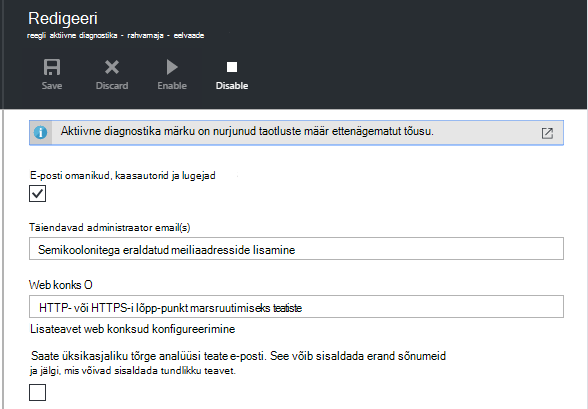 Redigeeri
reegli aktiivne diagnostika - rahvamaja - eelvaade
Save Discard Enable Disable
Aktiivne diagnostika märku on nurjunud taotluste määr ettenägematut tõusu.
E-posti omanikud, kaasautorid ja lugejad
Täiendavad administraator email(s)
Semikoolonitega eraldatud meiliaadresside lisamine
Web konks O
HTTP- või HTTPS-i lõpp-punkt marsruutimiseks teatiste
Lisateavet web konksud konfigureerimine
Saate üksikasjaliku tõrge analüüsi teate e-posti. See võib sisaldada erand sõnumeid
ja jälgi, mis võivad sisaldada tundlikku teavet.